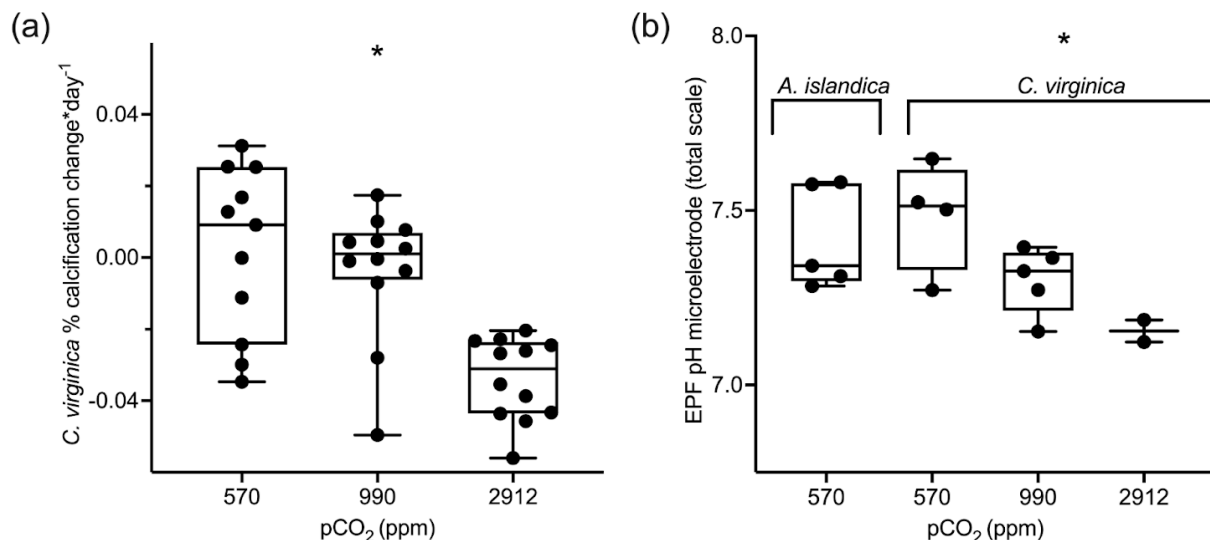 (a)
*
C. virginica % calcification change*day⁻¹
0.04
0.00
-0.04
570 990 2912
pCO₂ (ppm)
(b)
*
A. islandica C. virginica
EPF pH microelectrode (total scale)
8.0
7.5
7.0
570 570 990 2912
pCO₂ (ppm)